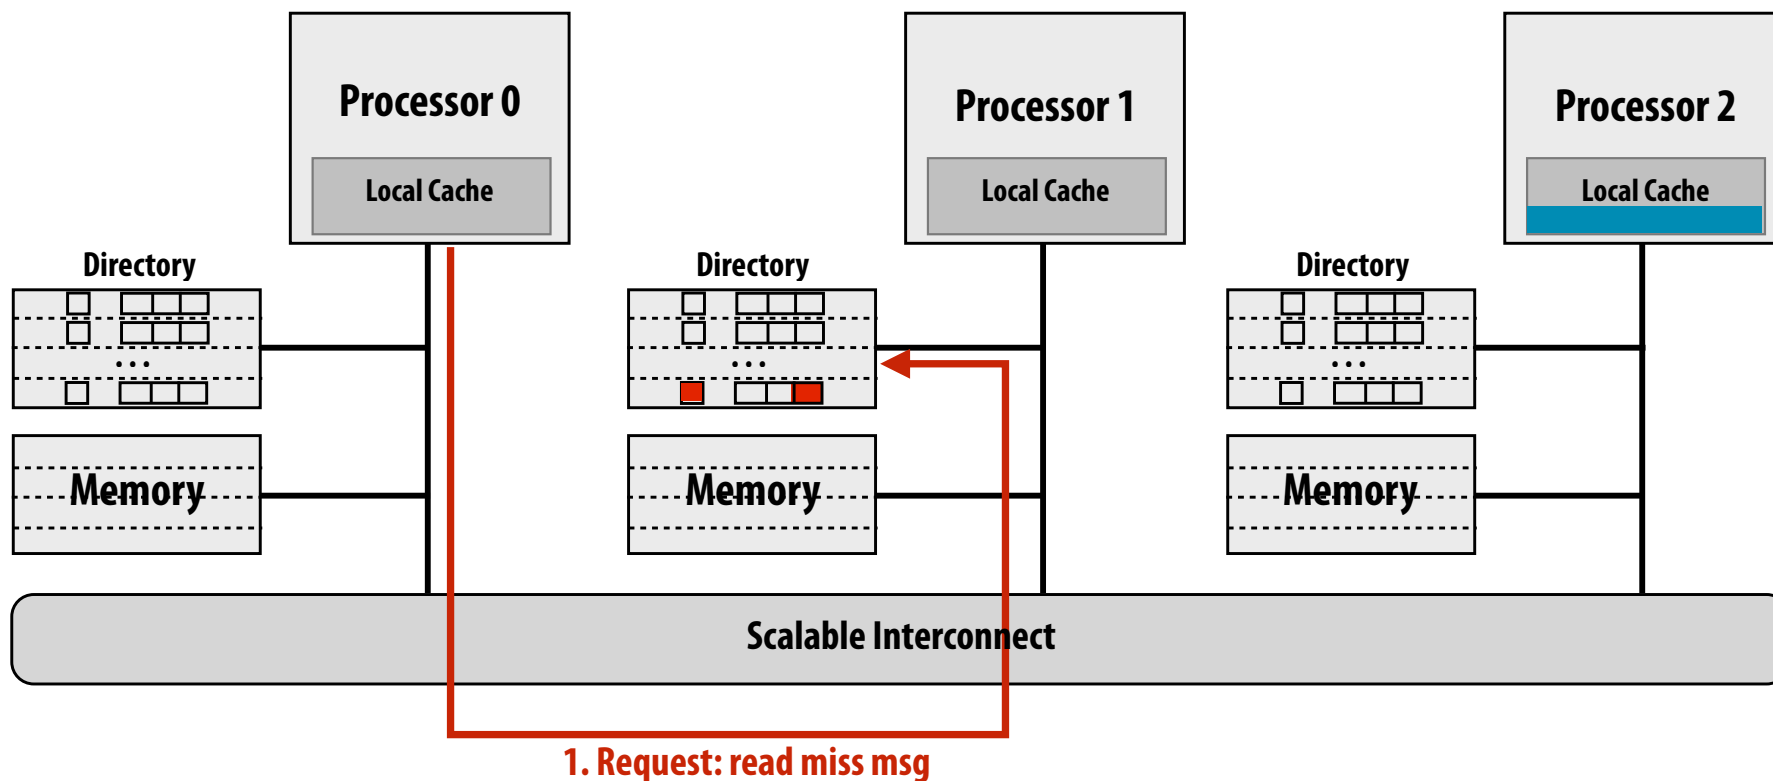 Processor 0
Processor 1
Processor 2
Local Cache
Local Cache
Local Cache
Directory
Directory
Directory
...
...
...
Memory
Memory
Memory
Scalable Interconnect
1. Request: read miss msg